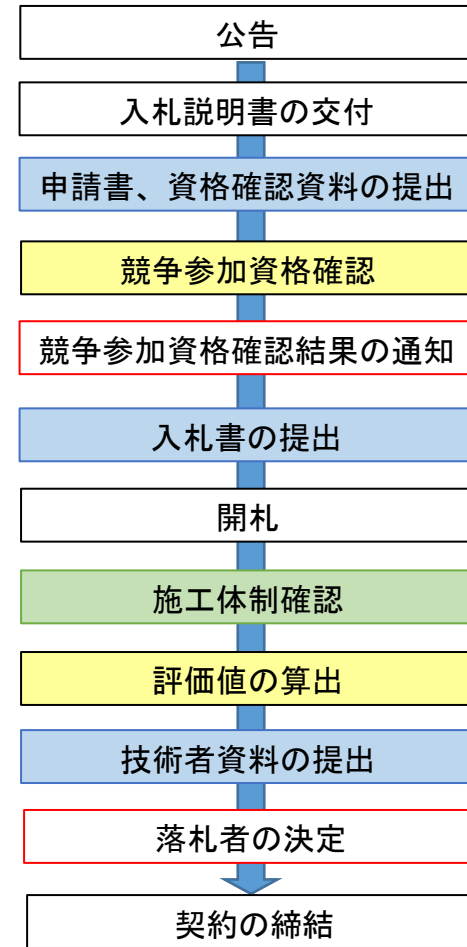 公告
入札説明書の交付
申請書、資格確認資料の提出
競争参加資格確認
競争参加資格確認結果の通知
入札書の提出
開札
施工体制確認
評価値の算出
技術者資料の提出
落札者の決定
契約の締結